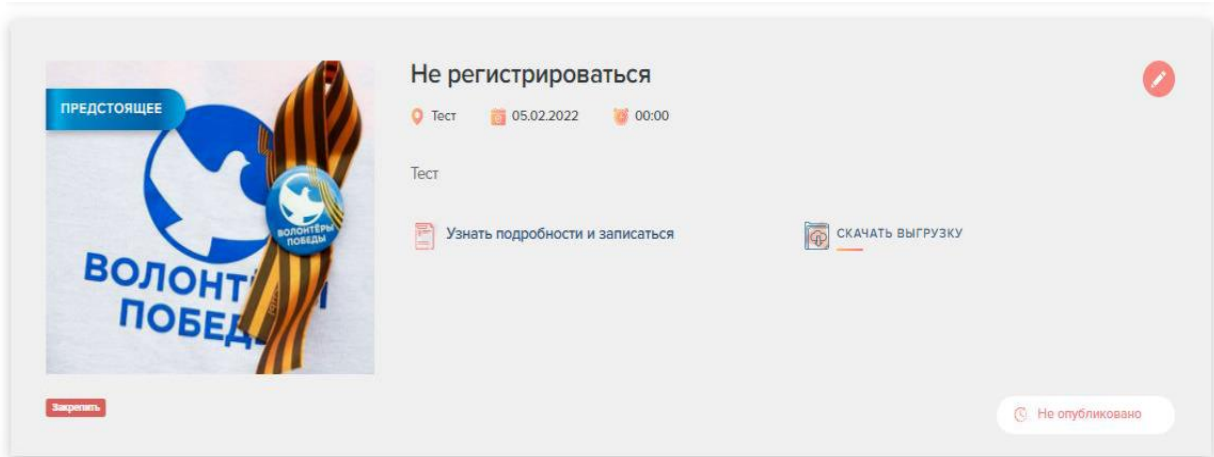 Не регистрироваться
ПРЕДСТОЯЩЕЕ
Тест 05.02.2022 00:00
Тест
Узнать подробности и записаться
СКАЧАТЬ ВЫГРУЗКУ
ВОЛОНТЁРЫ
ПОБЕДЫ
ВОЛОНТ Ы
ПОБЕД
Закрепить
Не опубликовано